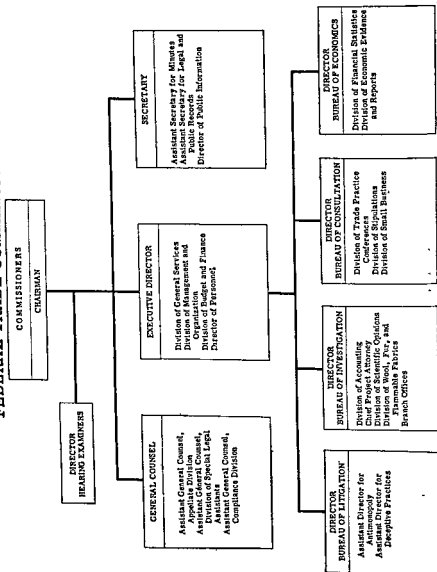 COMMISSIONERS
CHAIRMAN
DIRECTOR
HEARING EXAMINERS
GENERAL COUNSEL
Assistant General Counsel,
Appellate Division
Assistant General Counsel,
Division of Special Legal
Assistants
Assistant General Counsel,
Compliance Division
EXECUTIVE DIRECTOR
Division of General Services
Division of Management and
Organization
Division of Budget and Finance
Director of Personnel
SECRETARY
Assistant Secretary for Minutes
Assistant Secretary for Legal and
Public Records
Director of Public Information
DIRECTOR
BUREAU OF LITIGATION
Assistant Director for
Antimonopoly
Assistant Director for
Deceptive Practices
DIRECTOR
BUREAU OF INVESTIGATION
Division of Accounting
Chief Project Attorney
Division of Scientific Opinions
Division of Wool, Fur, and
Flammable Fabrics
Branch Offices
DIRECTOR
BUREAU OF CONSULTATION
Division of Trade Practice
Conferences
Division of Stipulations
Division of Small Business
DIRECTOR
BUREAU OF ECONOMICS
Division of Financial Statistics
Division of Economic Evidence
and Reports